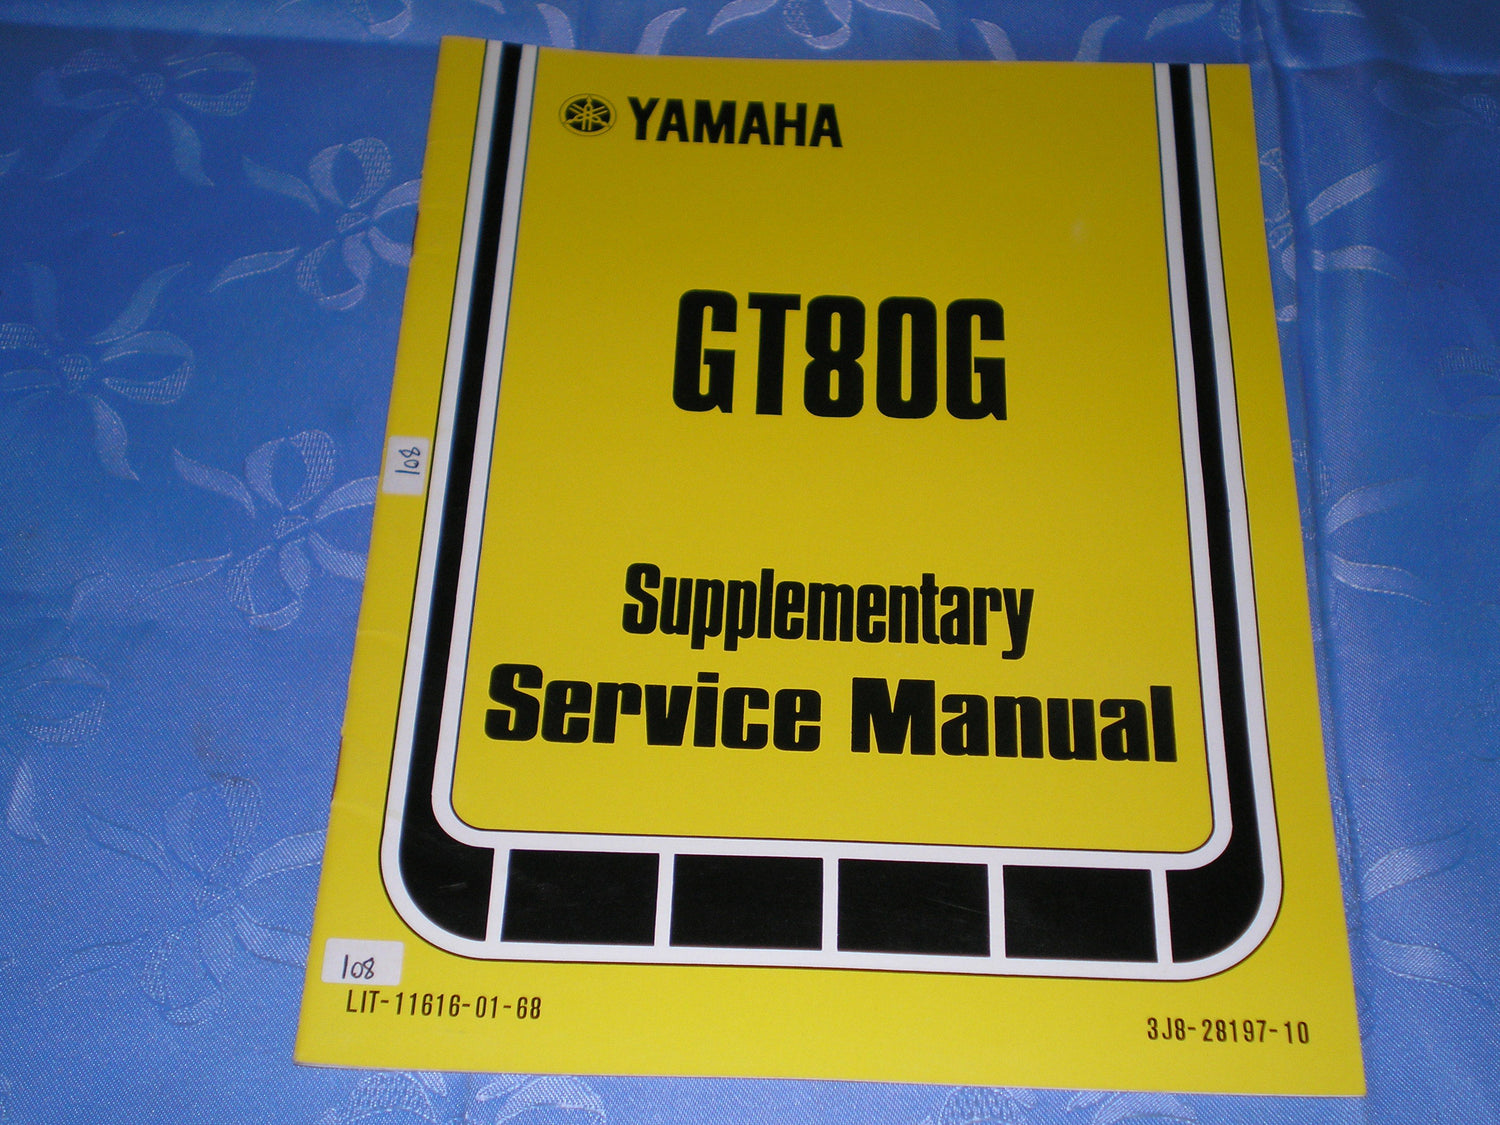 YAMAHA
GT80G
108
Supplementary
Service Manual
108
LIT-11616-01-68
3J8-28197-10